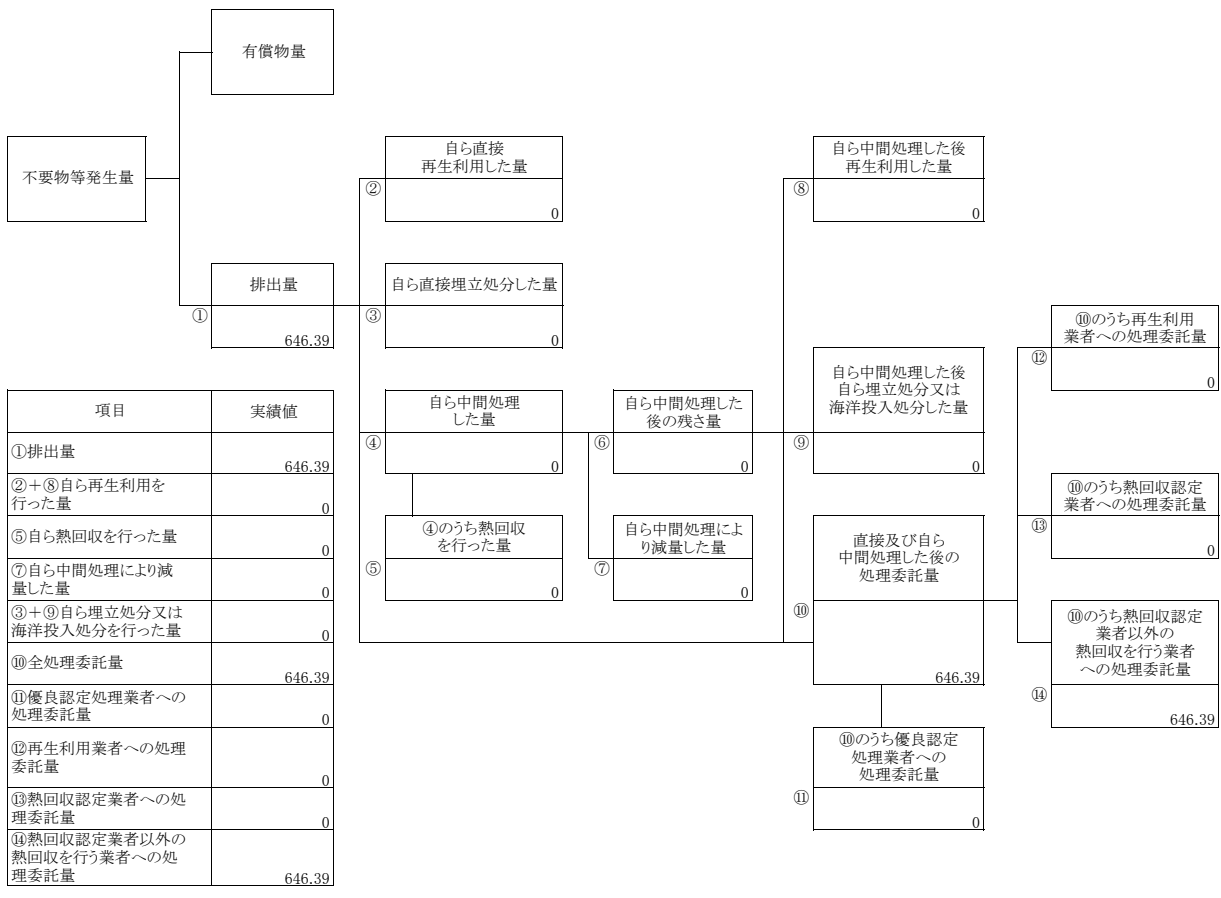 有償物量
不要物等発生量
自ら直接
再生利用した量
②
0
自ら中間処理した後
再生利用した量
⑧
0
排出量
①
646.39
自ら直接埋立処分した量
③
0
⑩のうち再生利用
業者への処理委託量
⑫
0
自ら中間処理
した量
④
0
自ら中間処理した
後の残さ量
⑥
0
自ら中間処理した後
自ら埋立処分又は
海洋投入処分した量
⑨
0
⑩のうち熱回収認定
業者への処理委託量
⑬
0
④のうち熱回収
を行った量
⑤
0
自ら中間処理によ
り減量した量
⑦
0
直接及び自ら
中間処理した後の
処理委託量
⑩
646.39
⑩のうち熱回収認定
業者以外の
熱回収を行う業者
への処理委託量
⑭
646.39
⑩のうち優良認定
処理業者への
処理委託量
⑪
0
項目
実績値
①排出量
646.39
②＋⑧自ら再生利用を
行った量
0
⑤自ら熱回収を行った量
0
⑦自ら中間処理により減
量した量
0
③＋⑨自ら埋立処分又は
海洋投入処分を行った量
0
⑩全処理委託量
646.39
⑪優良認定処理業者への
処理委託量
0
⑫再生利用業者への処理
委託量
0
⑬熱回収認定業者への処
理委託量
0
⑭熱回収認定業者以外の
熱回収を行う業者への処
理委託量
646.39